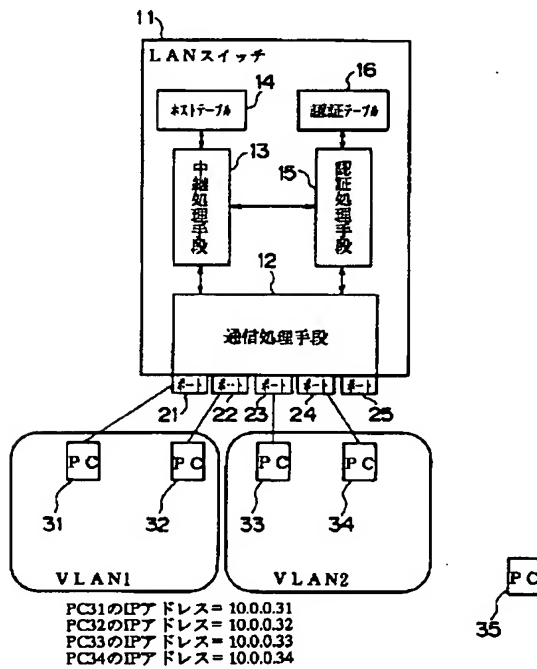 11
LANスイッチ
14
16
ホストテーブル
認証テーブル
13
15
中継処理手段
認証処理手段
12
通信処理手段
ポート ポート ポート ポート ポート
21 22 23 24 25
PC PC PC PC
31 32 33 34
VLAN1 VLAN2
PC
35
PC31のIPアドレス= 10.0.0.31
PC32のIPアドレス= 10.0.0.32
PC33のIPアドレス= 10.0.0.33
PC34のIPアドレス= 10.0.0.34